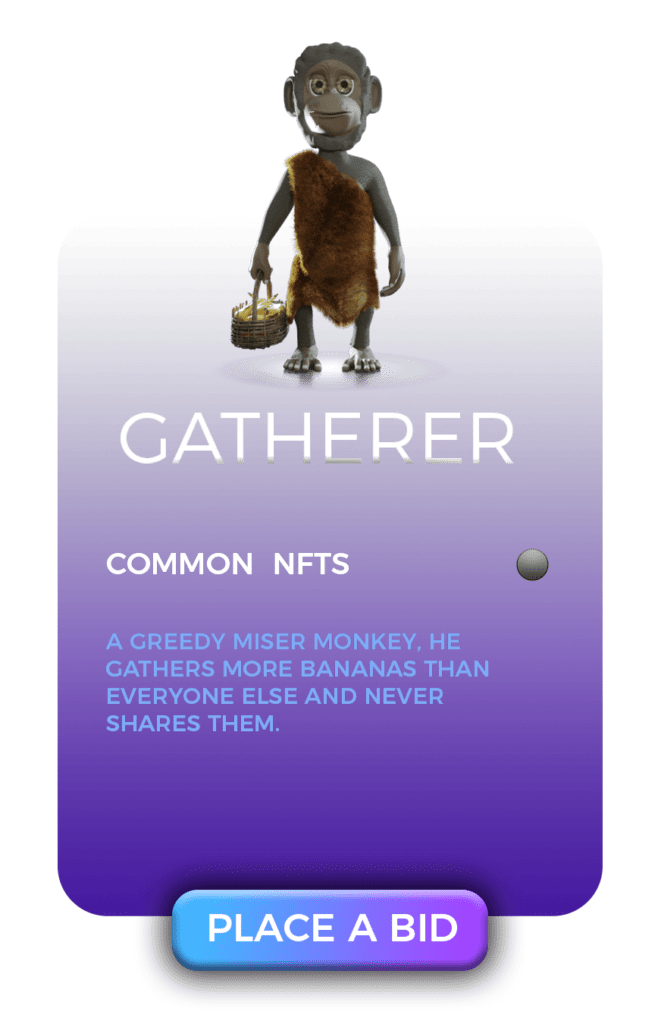 GATHERER
COMMON NFTS
A GREEDY MISER MONKEY, HE
GATHERS MORE BANANAS THAN
EVERYONE ELSE AND NEVER
SHARES THEM.
PLACE A BID